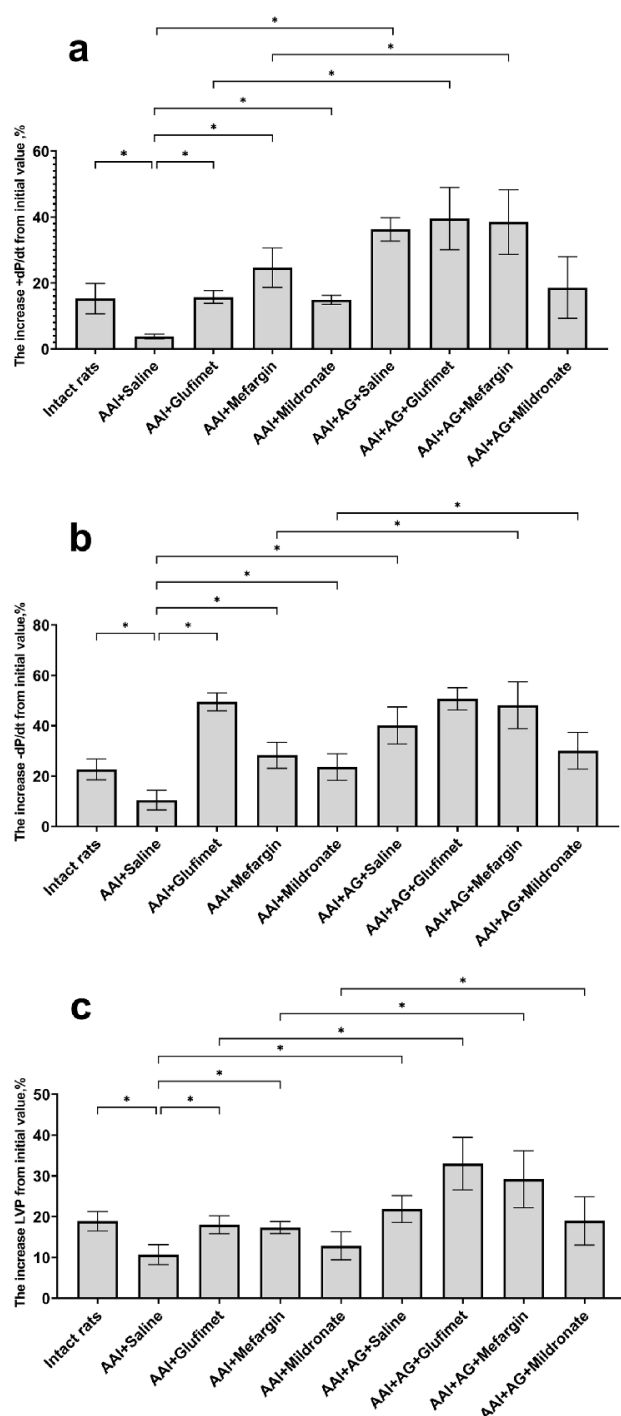 a
*
*
*
*
*
* *
The increase +dP/dt from initial value ,%
60
40
20
0
Intact rats
AAI+Saline
AAI+Glufimet
AAI+Mefargin
AAI+Mildronate
AAI+AG+Saline
AAI+AG+Glufimet
AAI+AG+Mefargin
AAI+AG+Mildronate
b
*
*
*
*
*
* *
The increase -dP/dt from initial value,%
80
60
40
20
0
Intact rats
AAI+Saline
AAI+Glufimet
AAI+Mefargin
AAI+Mildronate
AAI+AG+Saline
AAI+AG+Glufimet
AAI+AG+Mefargin
AAI+AG+Mildronate
c
*
*
*
*
*
* *
The increase LVP from initial value,%
50
40
30
20
10
0
Intact rats
AAI+Saline
AAI+Glufimet
AAI+Mefargin
AAI+Mildronate
AAI+AG+Saline
AAI+AG+Glufimet
AAI+AG+Mefargin
AAI+AG+Mildronate